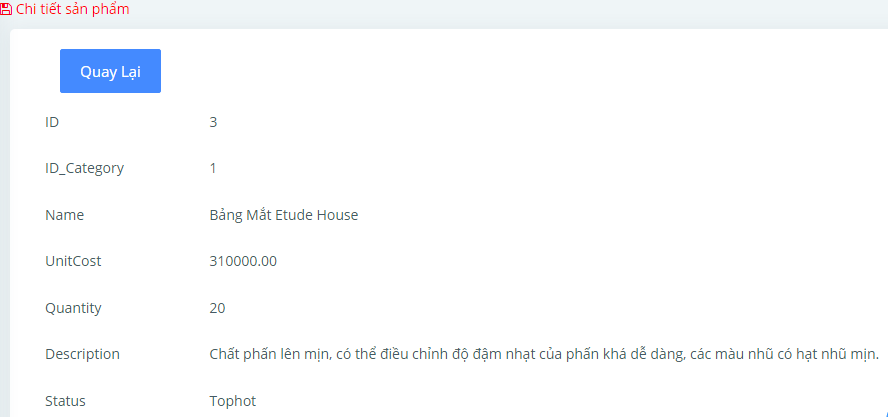 Chi tiết sản phẩm
Quay Lại
ID 3
ID_Category 1
Name Bảng Mắt Etude House
UnitCost 310000.00
Quantity 20
Description Chất phấn lên mịn, có thể điều chỉnh độ đậm nhạt của phấn khá dễ dàng, các màu nhũ có hạt nhũ mịn.
Status Tophot